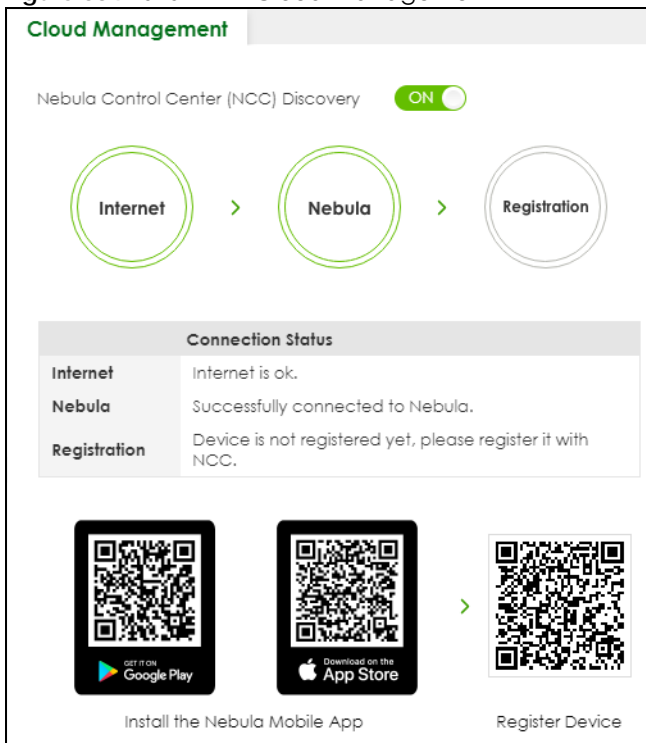 Cloud Management
Nebula Control Center (NCC) Discovery ON
Internet > Nebula > Registration
Connection Status
Internet Internet is ok.
Nebula Successfully connected to Nebula.
Registration Device is not registered yet, please register it with
NCC.
>
GET IT ON
Google Play
Download on the
App Store
Install the Nebula Mobile App Register Device